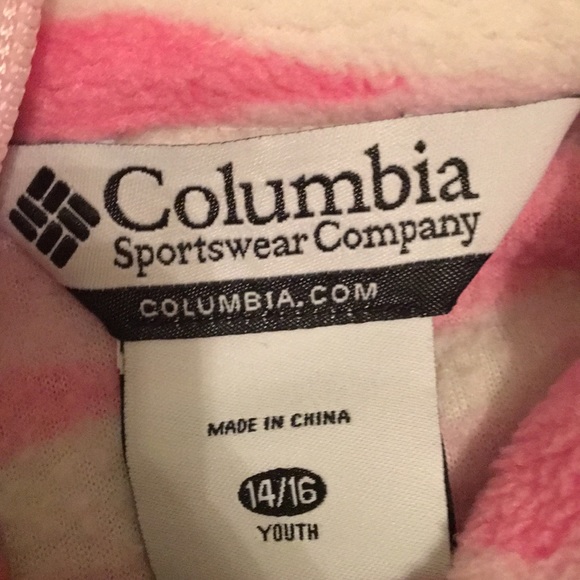 Columbia
Sportswear Company
COLUMBIA.COM
MADE IN CHINA
14/16
YOUTH